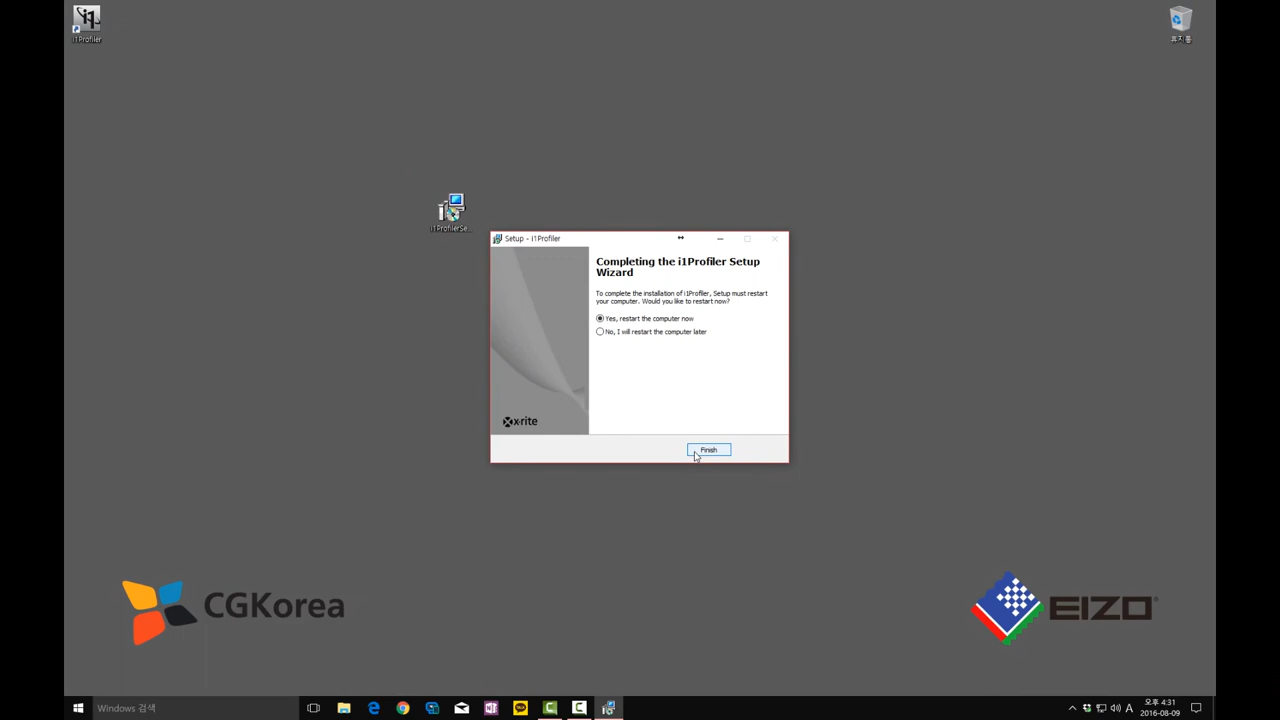 i1Profiler
휴지통
i1ProfilerSe...
Setup - i1Profiler
Completing the i1Profiler Setup
Wizard
To complete the installation of i1Profiler, Setup must restart
your computer. Would you like to restart now?
Yes, restart the computer now
No, I will restart the computer later
x·rite
Finish
CGKorea
EIZO
Windows 검색
A
오후 4:31
2016-08-09